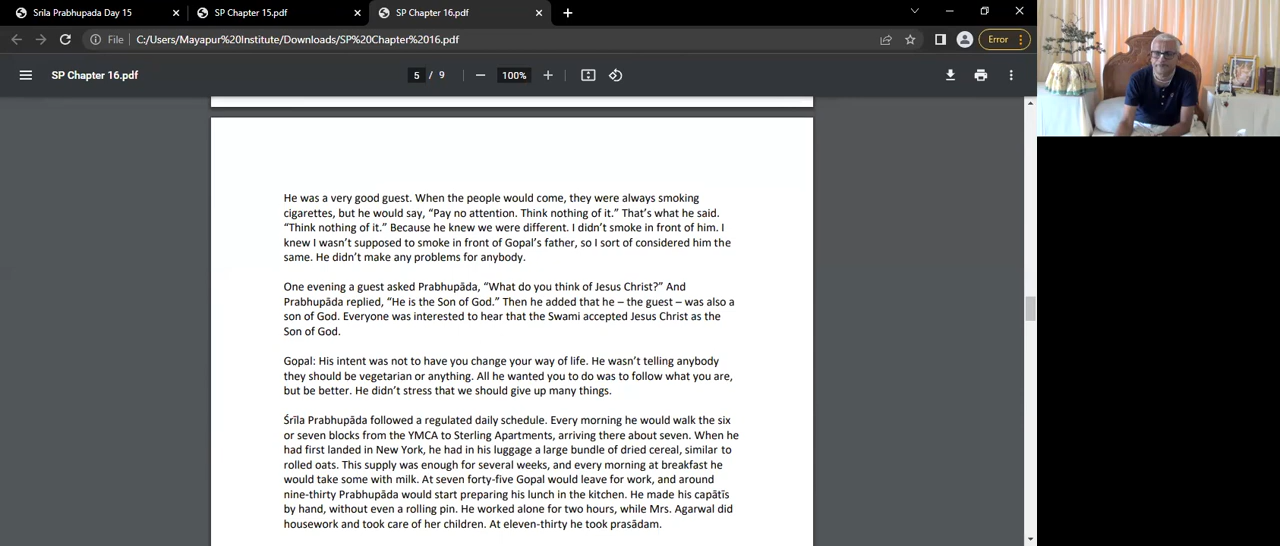 Srila Prabhupada Day 15
SP Chapter 15.pdf
SP Chapter 16.pdf
File
C:/Users/Mayapur%20Institute/Downloads/SP%20Chapter%2016.pdf
Error
SP Chapter 16.pdf
5 / 9
100%
He was a very good guest. When the people would come, they were always smoking
cigarettes, but he would say, “Pay no attention. Think nothing of it.” That’s what he said.
“Think nothing of it.” Because he knew we were different. I didn’t smoke in front of him. I
knew I wasn’t supposed to smoke in front of Gopal’s father, so I sort of considered him the
same. He didn’t make any problems for anybody.
One evening a guest asked Prabhupāda, “What do you think of Jesus Christ?” And
Prabhupāda replied, “He is the Son of God.” Then he added that he – the guest – was also a
son of God. Everyone was interested to hear that the Swami accepted Jesus Christ as the
Son of God.
Gopal: His intent was not to have you change your way of life. He wasn’t telling anybody
they should be vegetarian or anything. All he wanted you to do was to follow what you are,
but be better. He didn’t stress that we should give up many things.
Śrīla Prabhupāda followed a regulated daily schedule. Every morning he would walk the six
or seven blocks from the YMCA to Sterling Apartments, arriving there about seven. When he
had first landed in New York, he had in his luggage a large bundle of dried cereal, similar to
rolled oats. This supply was enough for several weeks, and every morning at breakfast he
would take some with milk. At seven forty-five Gopal would leave for work, and around
nine-thirty Prabhupāda would start preparing his lunch in the kitchen. He made his capātīs
by hand, without even a rolling pin. He worked alone for two hours, while Mrs. Agarwal did
housework and took care of her children. At eleven-thirty he took prasādam.